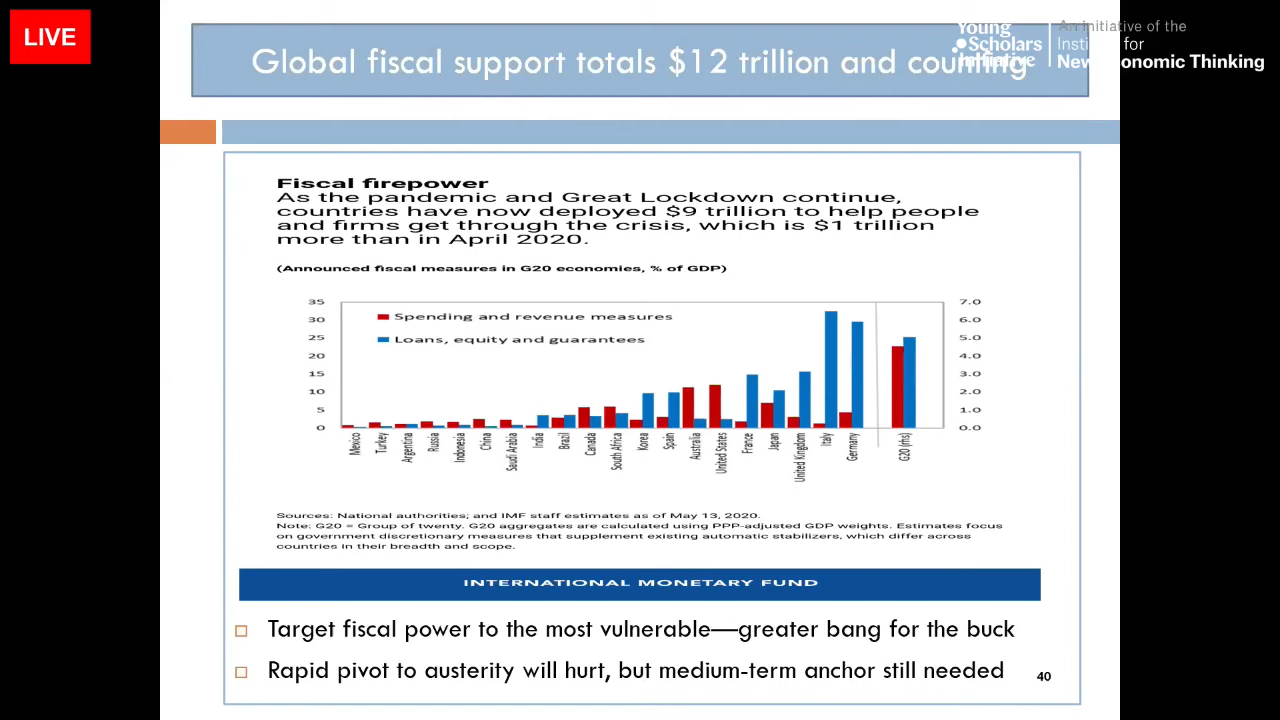 LIVE
Global fiscal support totals $12 trillion and counting
Young
Scholars
Initiative
An initiative of the
Institute for
New Economic Thinking
Fiscal firepower
As the pandemic and Great Lockdown continue,
countries have now deployed $9 trillion to help people
and firms get through the crisis, which is $1 trillion
more than in April 2020.
(Announced fiscal measures in G20 economies, % of GDP)
35
30
25
20
15
10
5
0
Spending and revenue measures
Loans, equity and guarantees
7.0
6.0
5.0
4.0
3.0
2.0
1.0
0.0
Mexico
Turkey
Argentina
Russia
Indonesia
China
Saudi Arabia
India
Brazil
Canada
South Africa
Korea
Spain
Australia
United States
France
Japan
United Kingdom
Italy
Germany
G20 (rhs)
Sources: National authorities; and IMF staff estimates as of May 13, 2020.
Note: G20 = Group of twenty. G20 aggregates are calculated using PPP-adjusted GDP weights. Estimates focus
on government discretionary measures that supplement existing automatic stabilizers, which differ across
countries in their breadth and scope.
INTERNATIONAL MONETARY FUND
Target fiscal power to the most vulnerable—greater bang for the buck
Rapid pivot to austerity will hurt, but medium-term anchor still needed
40